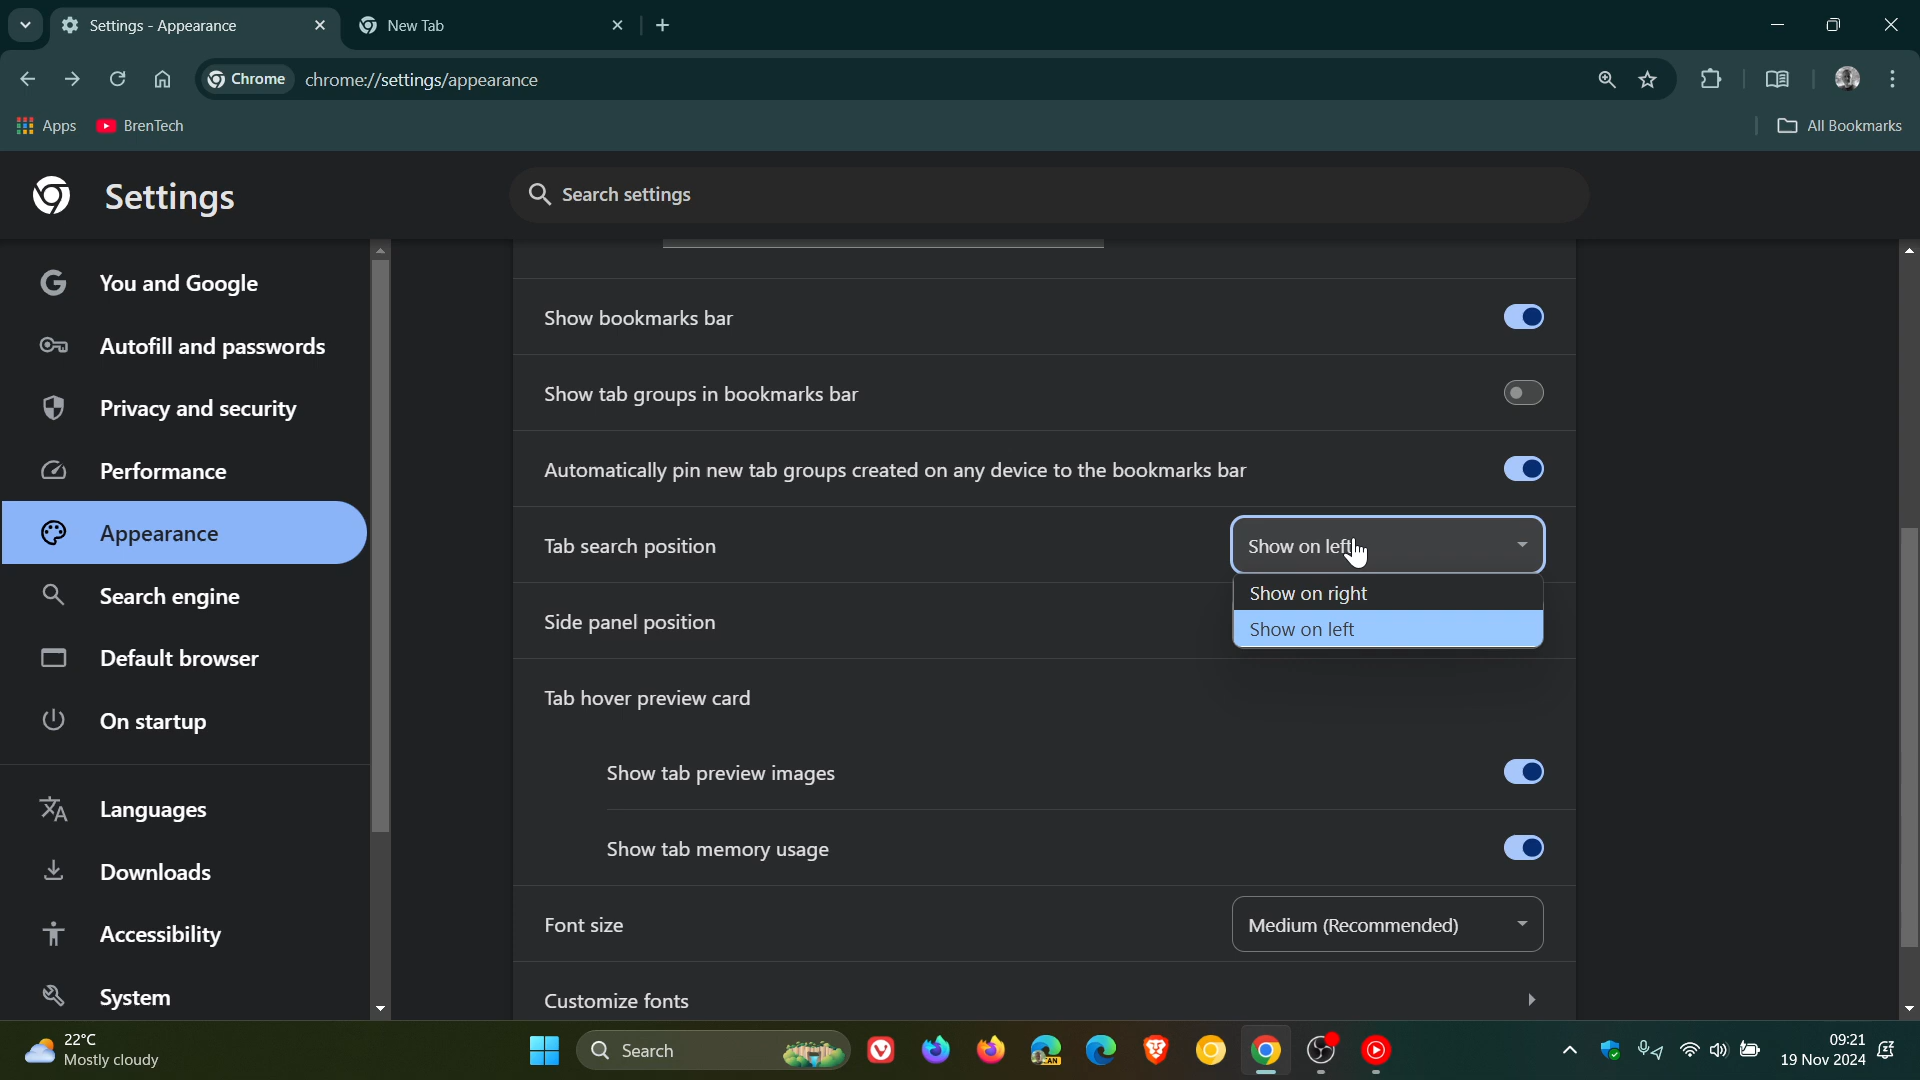 Settings - Appearance
New Tab
Chrome
chrome://settings/appearance
Apps
BrenTech
All Bookmarks
Settings
Search settings
You and Google
Autofill and passwords
Privacy and security
Performance
Appearance
Search engine
Default browser
On startup
Languages
Downloads
Accessibility
System
Show bookmarks bar
Show tab groups in bookmarks bar
Automatically pin new tab groups created on any device to the bookmarks bar
Tab search position
Show on left
Show on right
Show on left
Side panel position
Tab hover preview card
Show tab preview images
Show tab memory usage
Font size
Medium (Recommended)
Customize fonts
22°C
Mostly cloudy
Search
CAN
09:21
19 Nov 2024